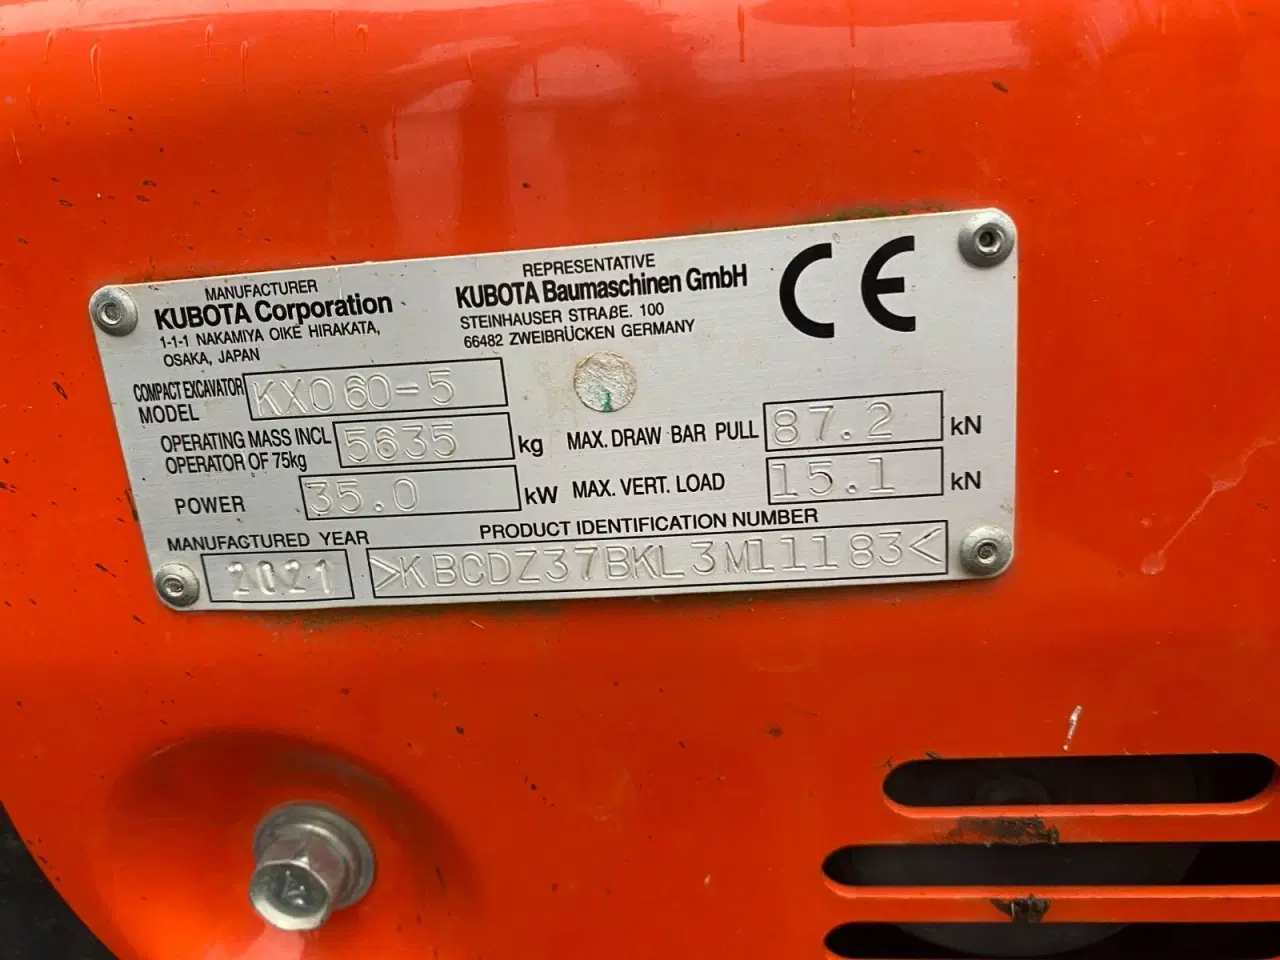 MANUFACTURER
KUBOTA Corporation
1-1-1 NAKAMIYA OIKE HIRAKATA,
OSAKA, JAPAN
REPRESENTATIVE
KUBOTA Baumaschinen GmbH
STEINHAUSER STRAßE. 100
66482 ZWEIBRÜCKEN GERMANY
CE
COMPACT EXCAVATOR
MODEL KX060-5
OPERATING MASS INCL
OPERATOR OF 75kg 5635 kg
MAX. DRAW BAR PULL 87.2 kN
POWER 35.0 kW
MAX. VERT. LOAD 15.1 kN
MANUFACTURED YEAR
2021
PRODUCT IDENTIFICATION NUMBER
>KBCDZ37BKL3M11183<